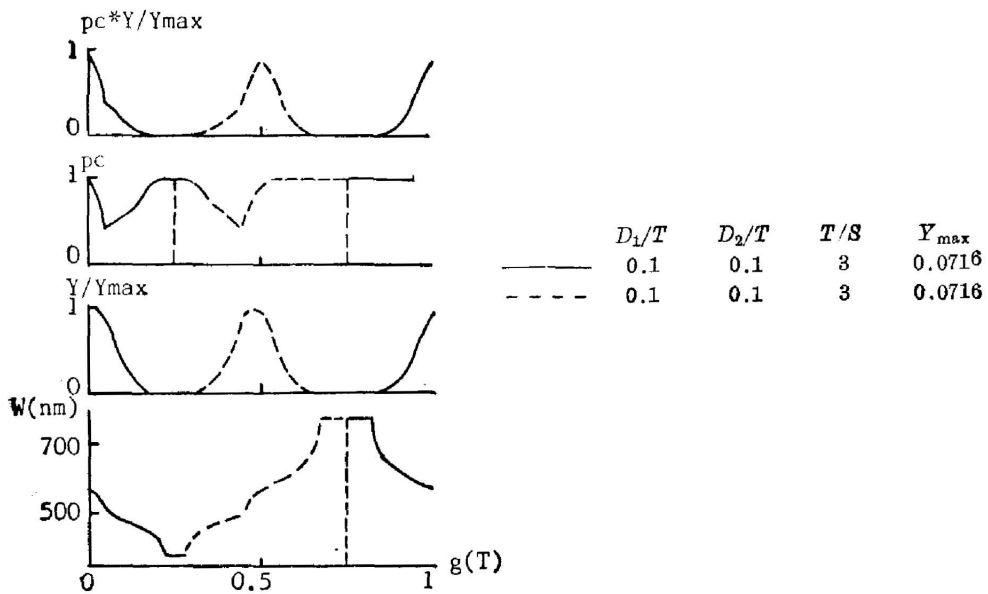 pc*Y/Ymax
1
0
pc
1
0
Y/Ymax
1
0
W(nm)
700
500
0 0.5 1 g(T)
D₁/T D₂/T T/S Y_max
0.1 0.1 3 0.0716
0.1 0.1 3 0.0716